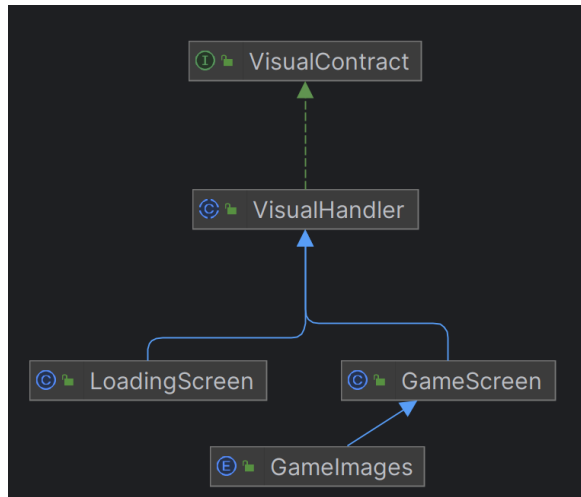 I VisualContract
C VisualHandler
C LoadingScreen
C GameScreen
E GameImages